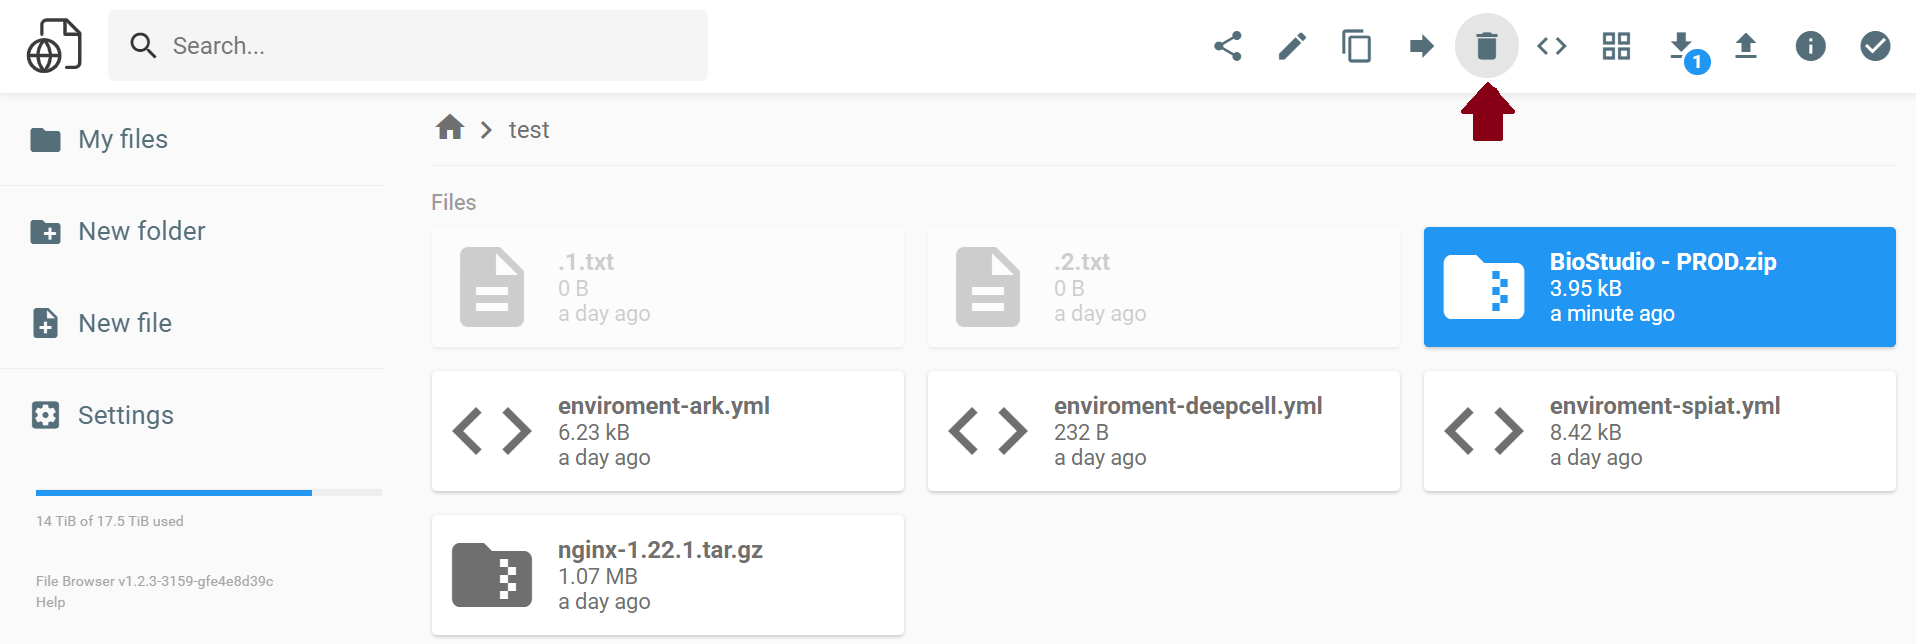 Search...
1
My files
New folder
New file
Settings
14 TiB of 17.5 TiB used
File Browser v1.2.3-3159-gfe4e8d39c
Help
test
Files
.1.txt
0 B
a day ago
.2.txt
0 B
a day ago
BioStudio - PROD.zip
3.95 kB
a minute ago
enviroment-ark.yml
6.23 kB
a day ago
enviroment-deepcell.yml
232 B
a day ago
enviroment-spiat.yml
8.42 kB
a day ago
nginx-1.22.1.tar.gz
1.07 MB
a day ago